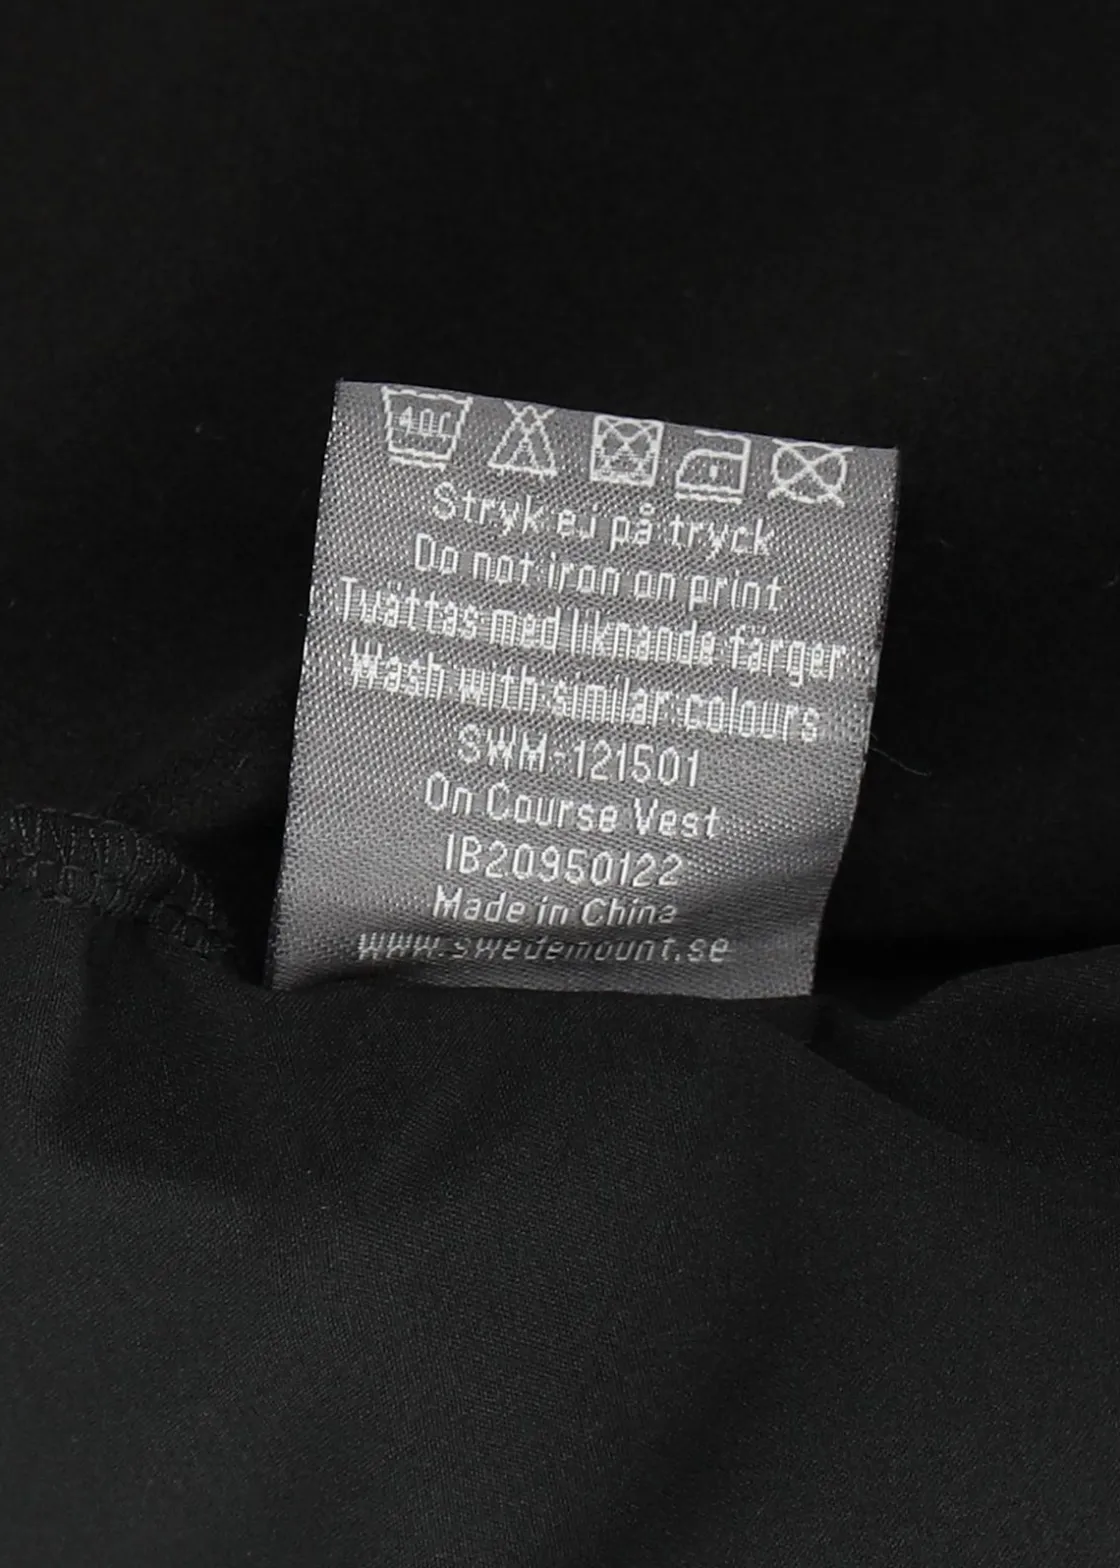 40
Stryk ej på tryck
Do not iron on print
Tvättas med liknande färger
Wash with similar colours
SWM-121501
On Course Vest
IB20950122
Made in China
www.swedemount.se